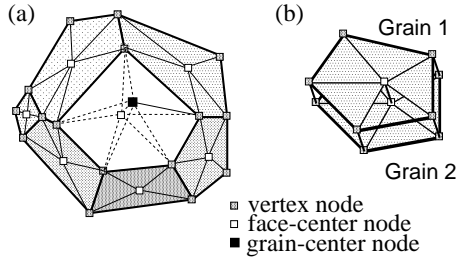 (a)
(b)
Grain 1
Grain 2
vertex node
face-center node
grain-center node